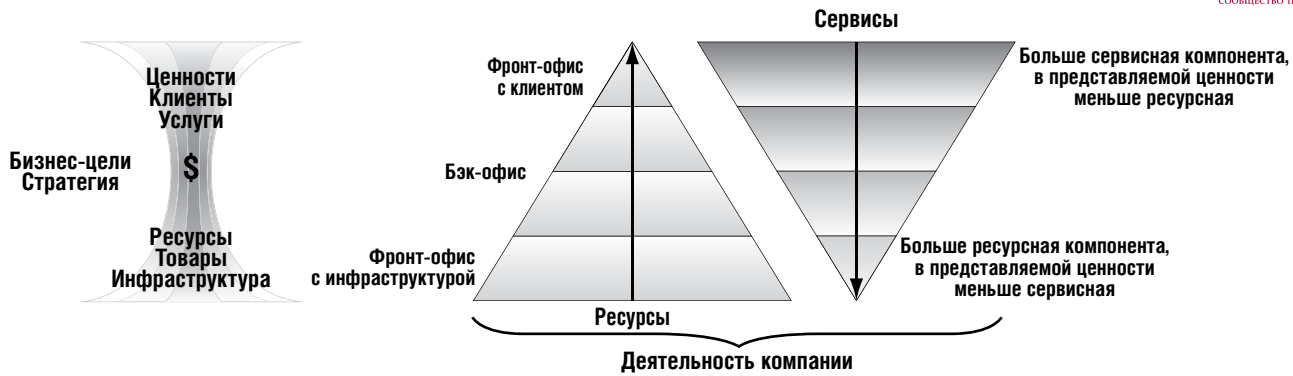 СООБЩЕСТВО
Бизнес-цели
Стратегия
Ценности
Клиенты
Услуги
$
Ресурсы
Товары
Инфраструктура
Фронт-офис
с клиентом
Бэк-офис
Фронт-офис
с инфраструктурой
Ресурсы
Сервисы
Больше сервисная компонента,
в представляемой ценности
меньше ресурсная
Больше ресурсная компонента,
в представляемой ценности
меньше сервисная
Деятельность компании